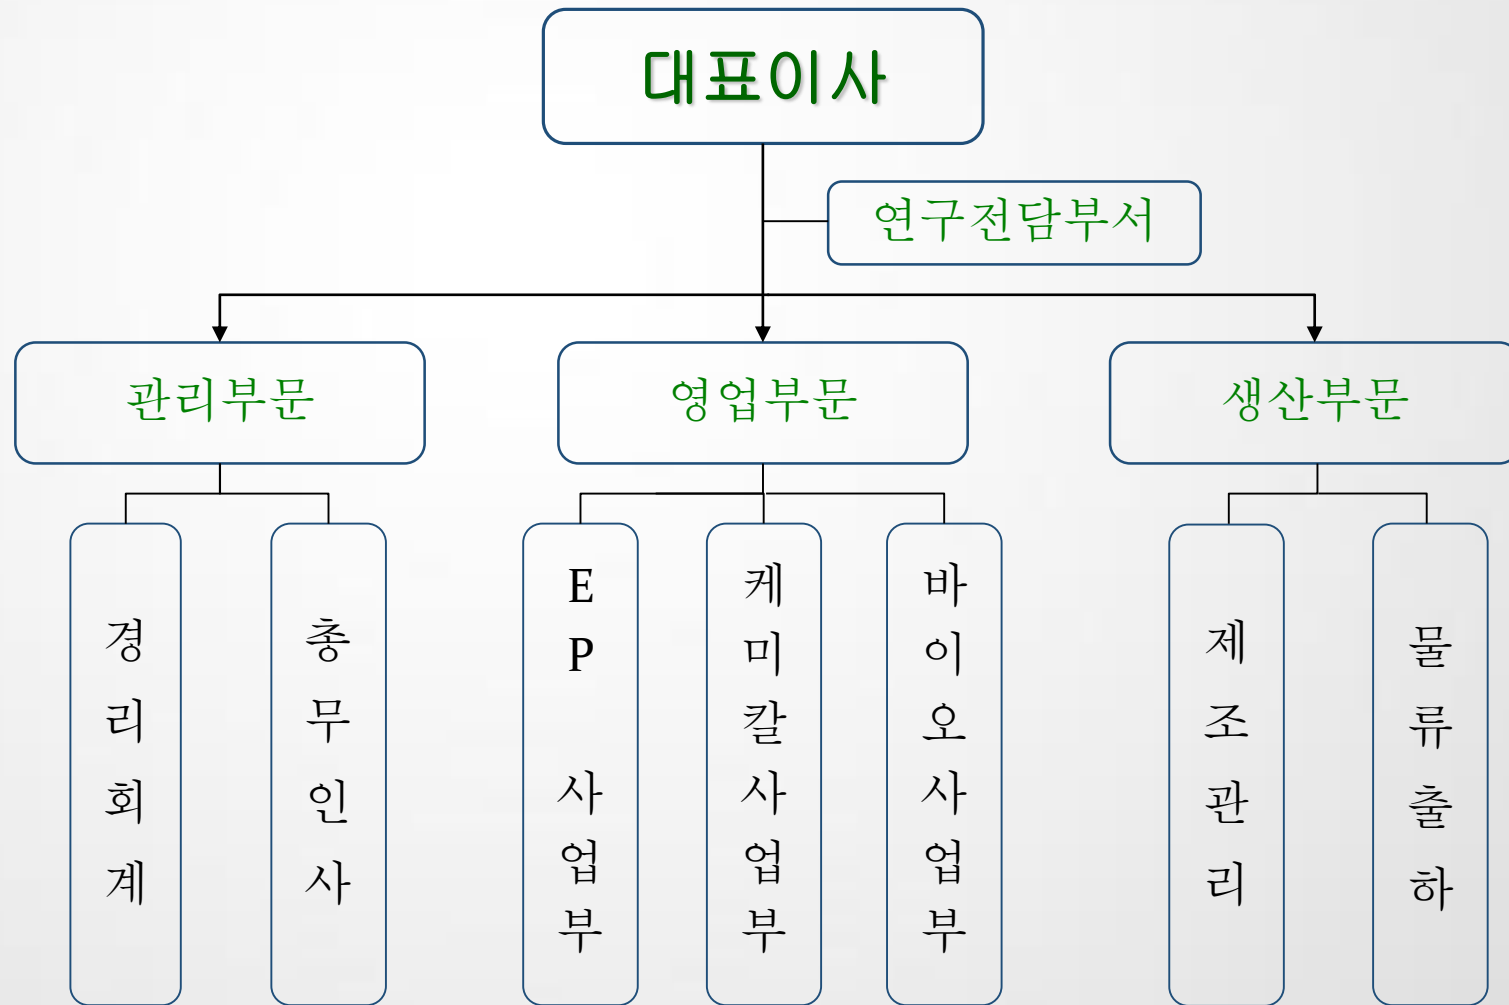 대표이사
연구전담부서
관리부문
영업부문
생산부문
경리회계
총무인사
EP 사업부
케미칼사업부
바이오사업부
제조관리
물류출하